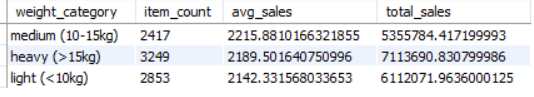 weight_category item_count avg_sales total_sales
medium (10-15kg) 2417 2215.8810166321855 5355784.417199993
heavy (>15kg) 3249 2189.501640750996 7113690.830799986
light (<10kg) 2853 2142.331568033653 6112071.9636000125